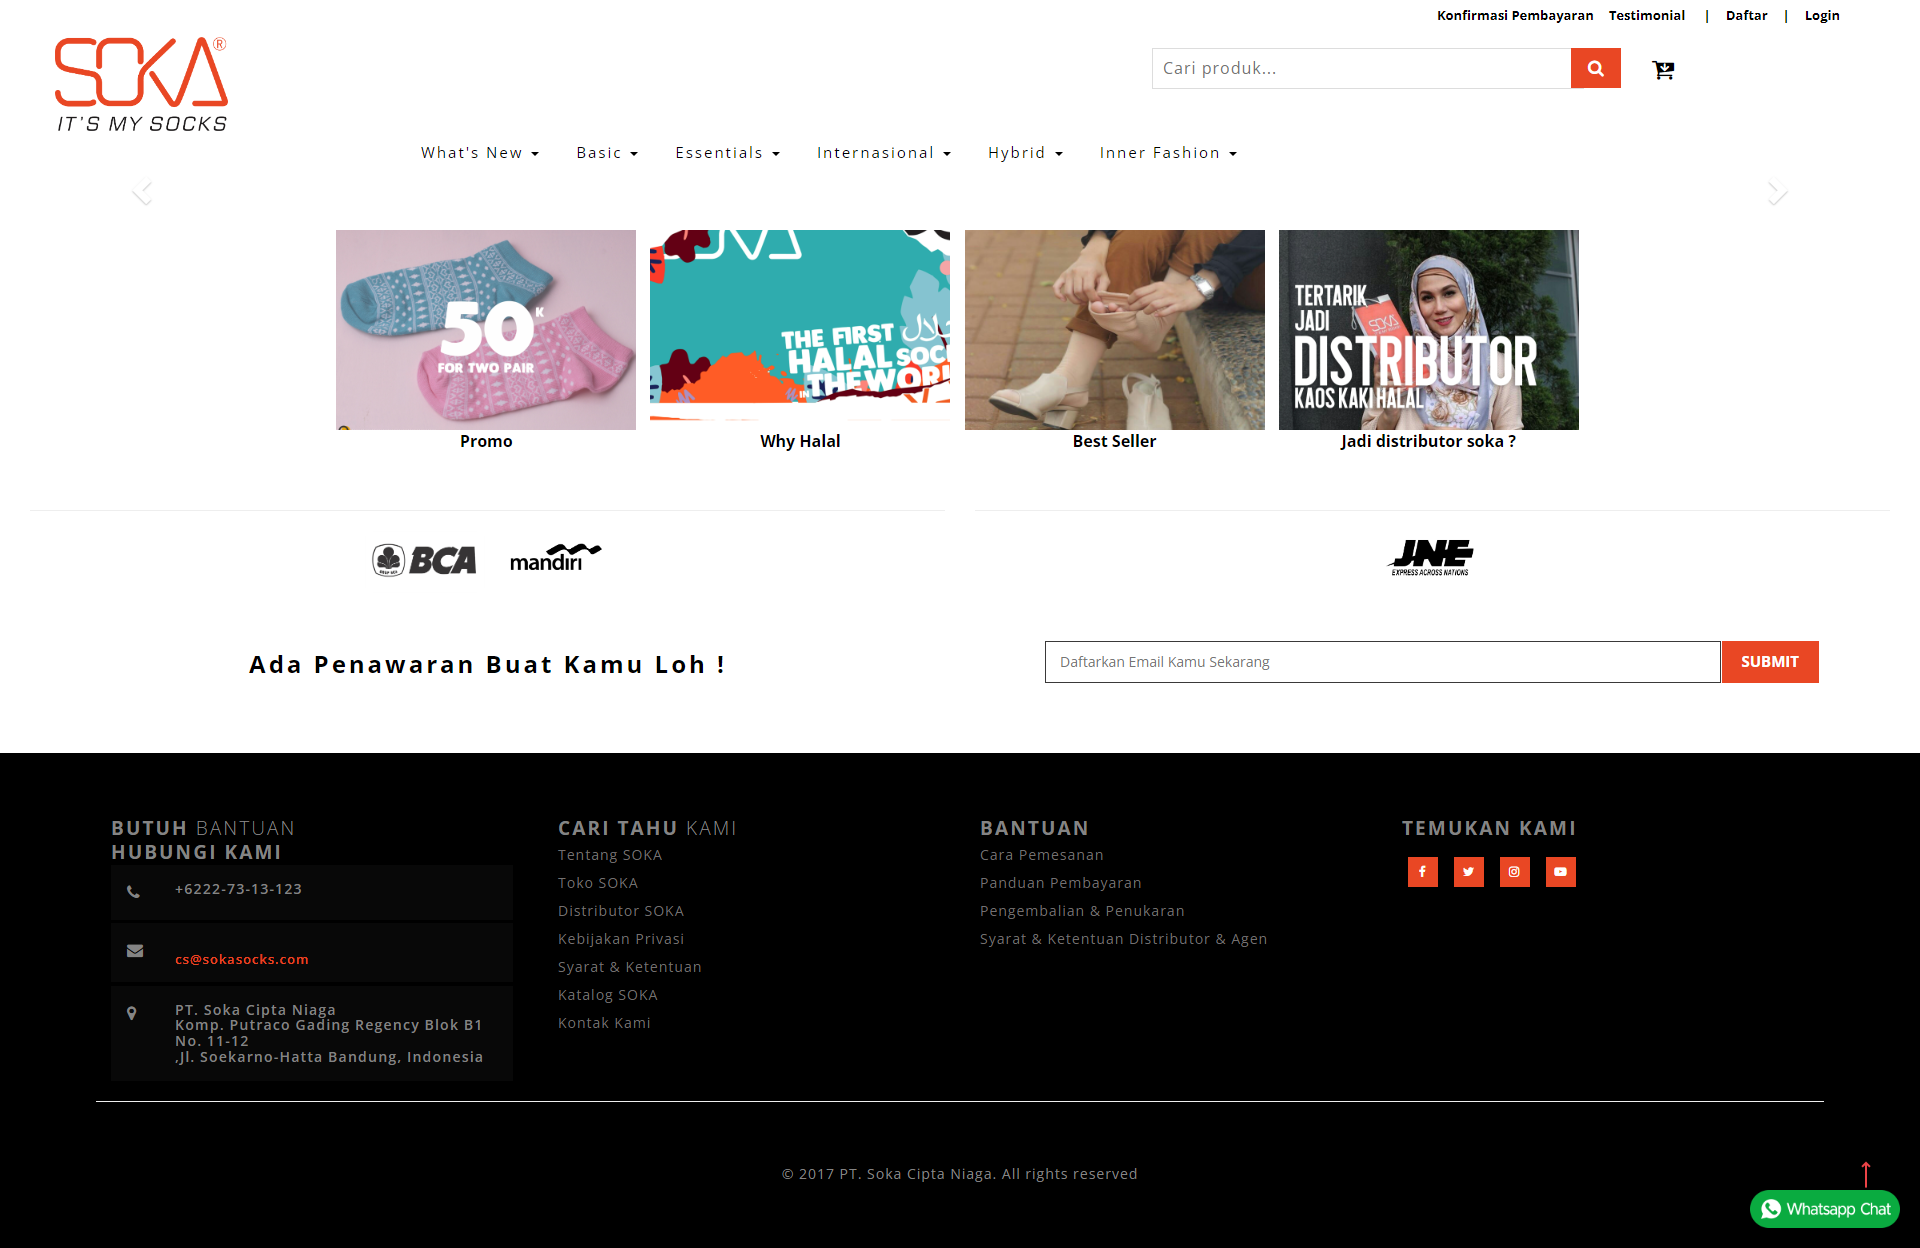 Konfirmasi Pembayaran Testimonial | Daftar | Login
SOKA®
IT'S MY SOCKS
Cari produk...
What's New Basic Essentials Internasional Hybrid Inner Fashion
50K
FOR TWO PAIR
Promo
THE FIRST حلال
HALAL SOC
IN THE WOR
Why Halal
Best Seller
TERTARIK
JADI
SOKA
DISTRIBUTOR
KAOS KAKI HALAL
Jadi distributor soka ?
BCA
mandiri
JNE
EXPRESS ACROSS NATIONS
Ada Penawaran Buat Kamu Loh !
Daftarkan Email Kamu Sekarang
SUBMIT
BUTUH BANTUAN
HUBUNGI KAMI
+6222-73-13-123
cs@sokasocks.com
PT. Soka Cipta Niaga
Komp. Putraco Gading Regency Blok B1
No. 11-12
,Jl. Soekarno-Hatta Bandung, Indonesia
CARI TAHU KAMI
Tentang SOKA
Toko SOKA
Distributor SOKA
Kebijakan Privasi
Syarat & Ketentuan
Katalog SOKA
Kontak Kami
BANTUAN
Cara Pemesanan
Panduan Pembayaran
Pengembalian & Penukaran
Syarat & Ketentuan Distributor & Agen
TEMUKAN KAMI
© 2017 PT. Soka Cipta Niaga. All rights reserved
Whatsapp Chat